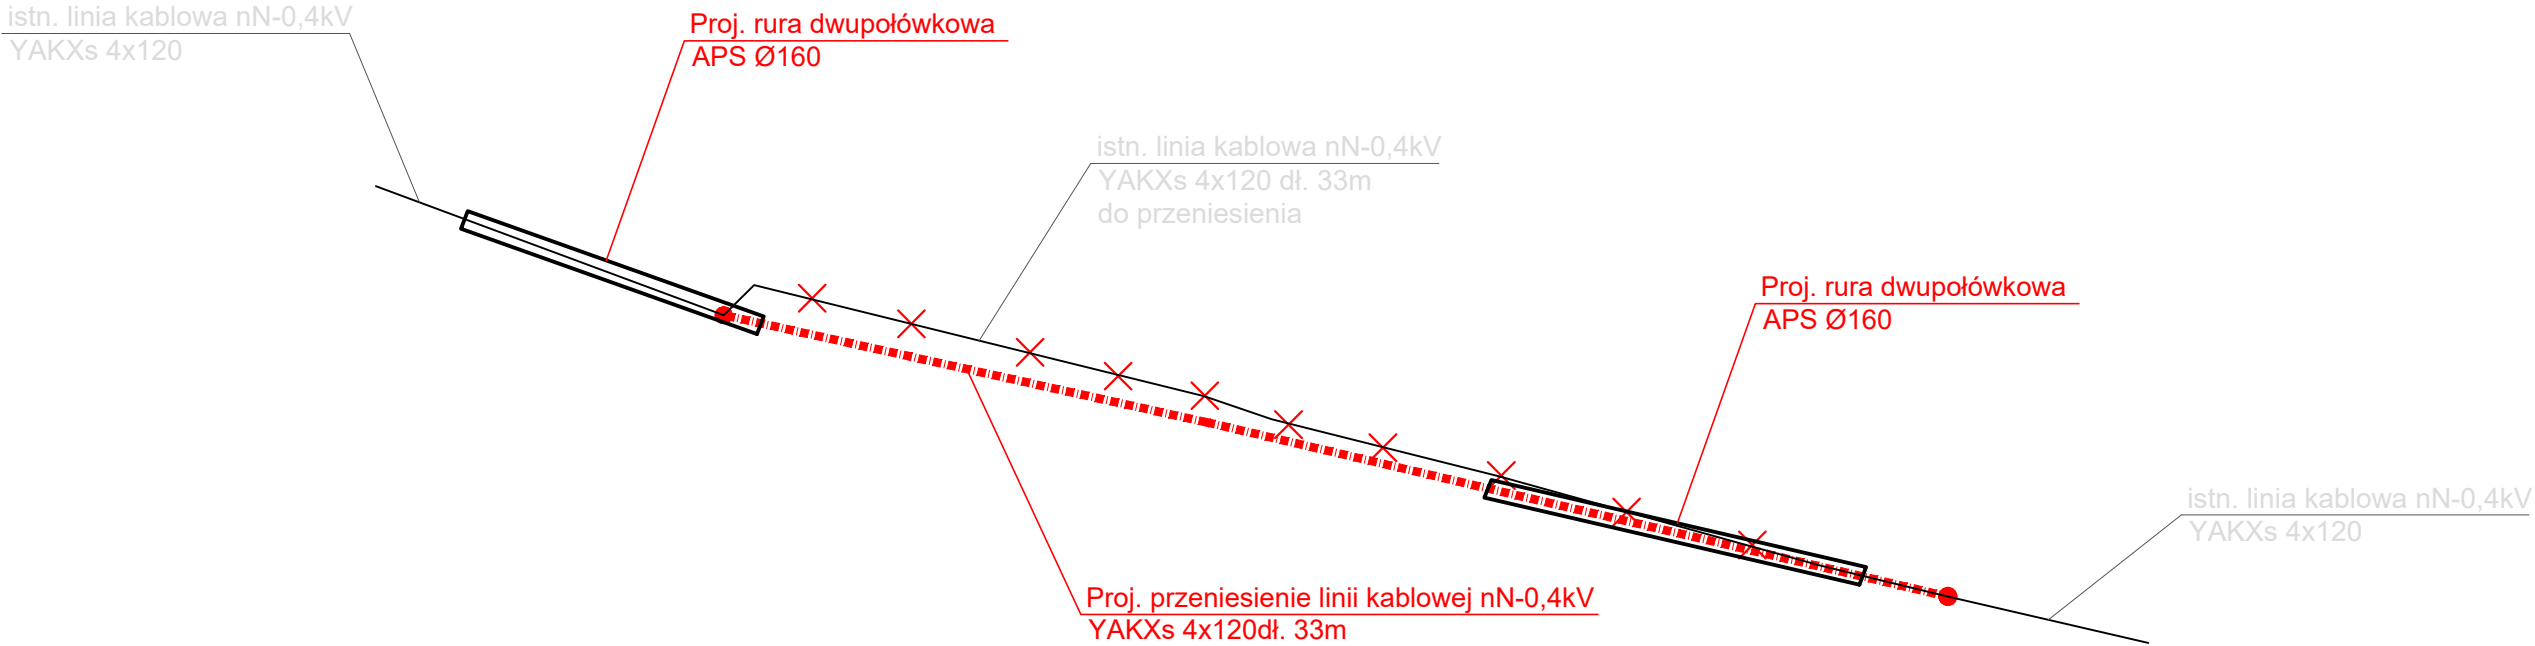 istn. linia kablowa nN-0,4kV
YAKXs 4x120
Proj. rura dwupołówkowa
APS Ø160
istn. linia kablowa nN-0,4kV
YAKXs 4x120 dł. 33m
do przeniesienia
Proj. rura dwupołówkowa
APS Ø160
istn. linia kablowa nN-0,4kV
YAKXs 4x120
Proj. przeniesienie linii kablowej nN-0,4kV
YAKXs 4x120dł. 33m